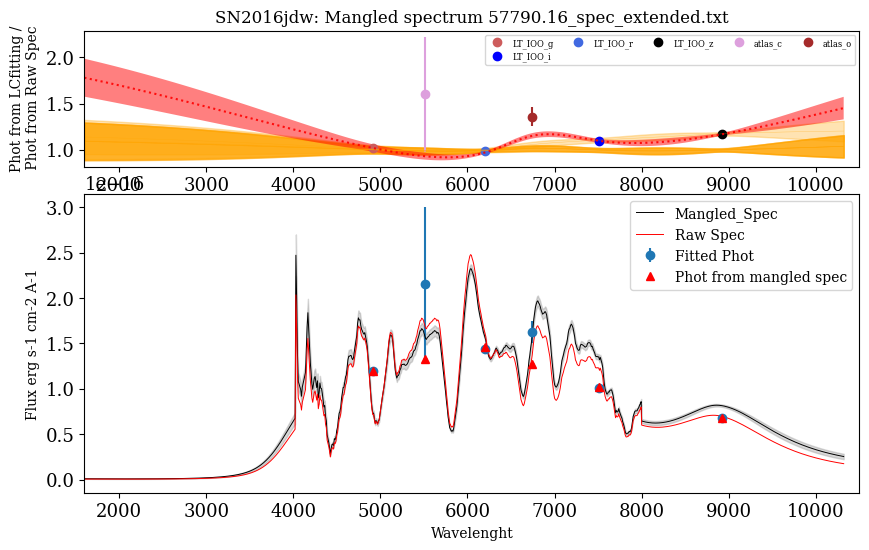 SN2016jdw: Mangled spectrum 57790.16_spec_extended.txt
Phot from LCfitting /
Phot from Raw Spec
2.0
1.5
1.0
LT_IOO_g
LT_IOO_r
LT_IOO_z
atlas_c
atlas_o
LT_IOO_i
2000
3000
4000
5000
6000
7000
8000
9000
10000
1e−16
Flux erg s-1 cm-2 A-1
3.0
2.5
2.0
1.5
1.0
0.5
0.0
Mangled_Spec
Raw Spec
Fitted Phot
Phot from mangled spec
2000
3000
4000
5000
6000
7000
8000
9000
10000
Wavelenght